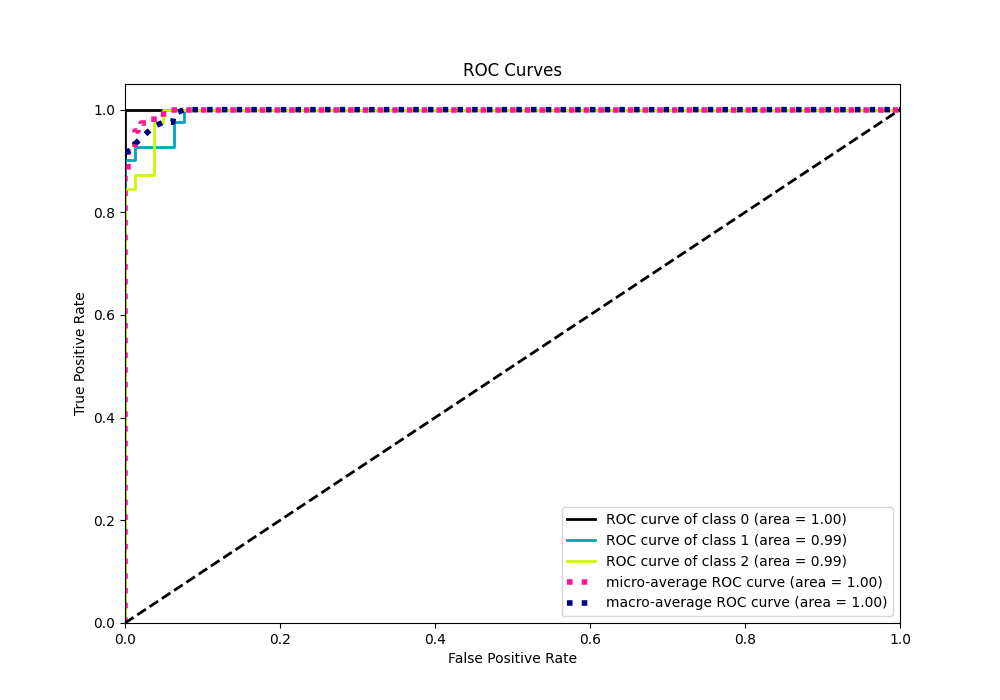 ROC Curves
True Positive Rate
1.0
0.8
0.6
0.4
0.2
0.0
0.0 0.2 0.4 0.6 0.8 1.0
False Positive Rate
ROC curve of class 0 (area = 1.00)
ROC curve of class 1 (area = 0.99)
ROC curve of class 2 (area = 0.99)
micro-average ROC curve (area = 1.00)
macro-average ROC curve (area = 1.00)